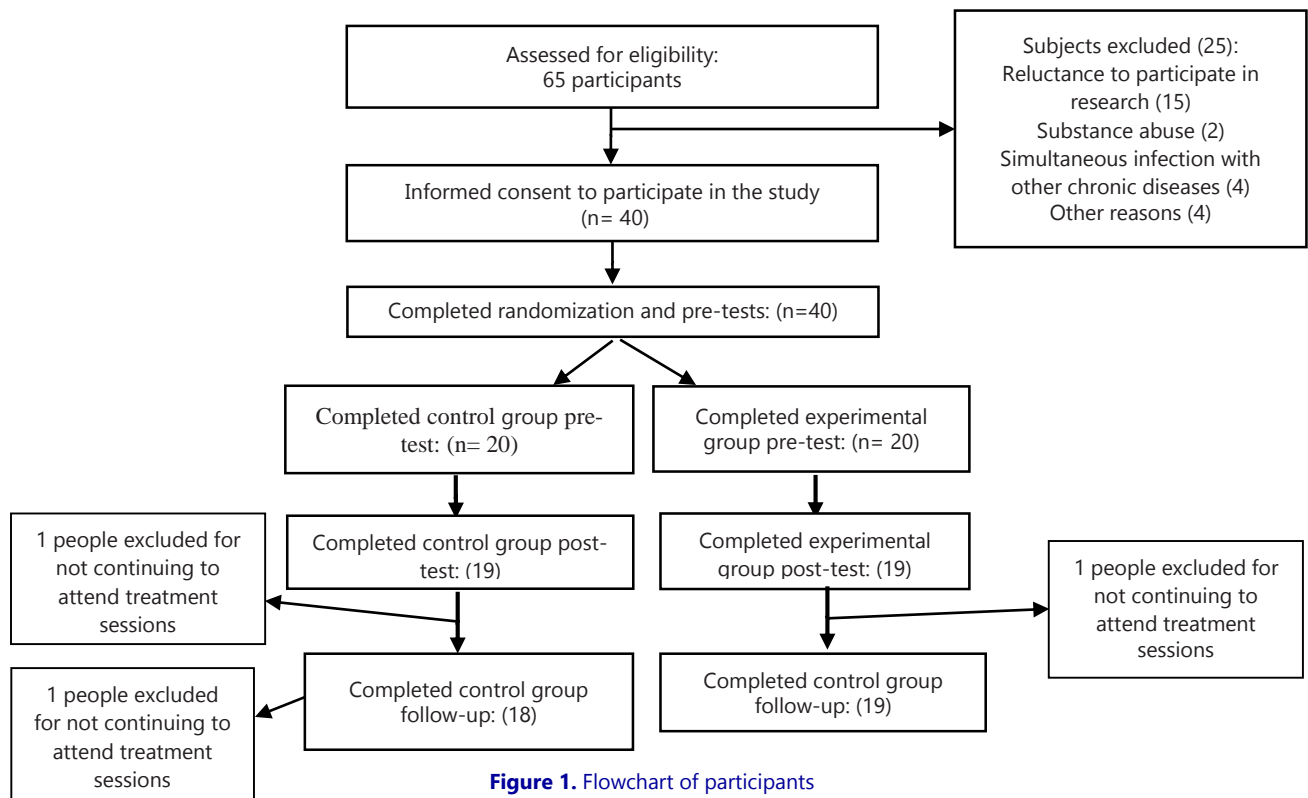 Assessed for eligibility:
65 participants
Subjects excluded (25):
Reluctance to participate in
research (15)
Substance abuse (2)
Simultaneous infection with
other chronic diseases (4)
Other reasons (4)
Informed consent to participate in the study
(n= 40)
Completed randomization and pre-tests: (n=40)
Completed control group pre-
test: (n= 20)
Completed experimental
group pre-test: (n= 20)
1 people excluded for
not continuing to
attend treatment
sessions
Completed control group post-
test: (19)
Completed experimental
group post-test: (19)
1 people excluded for
not continuing to
attend treatment
sessions
1 people excluded
for not continuing to
attend treatment
sessions
Completed control group
follow-up: (18)
Completed control group
follow-up: (19)
Figure 1. Flowchart of participants